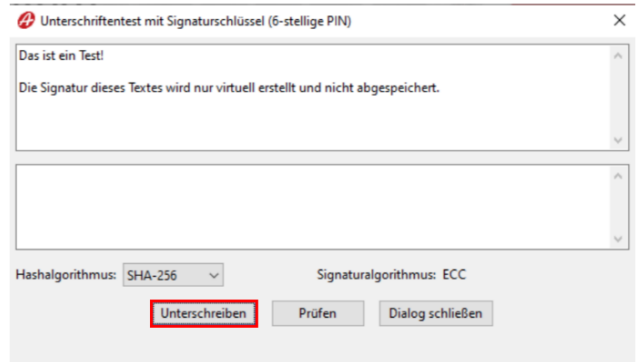 Unterschriftentest mit Signaturschlüssel (6-stellige PIN)
Das ist ein Test!
Die Signatur dieses Textes wird nur virtuell erstellt und nicht abgespeichert.
Hashalgorithmus: SHA-256 Signaturalgorithmus: ECC
Unterschreiben Prüfen Dialog schließen